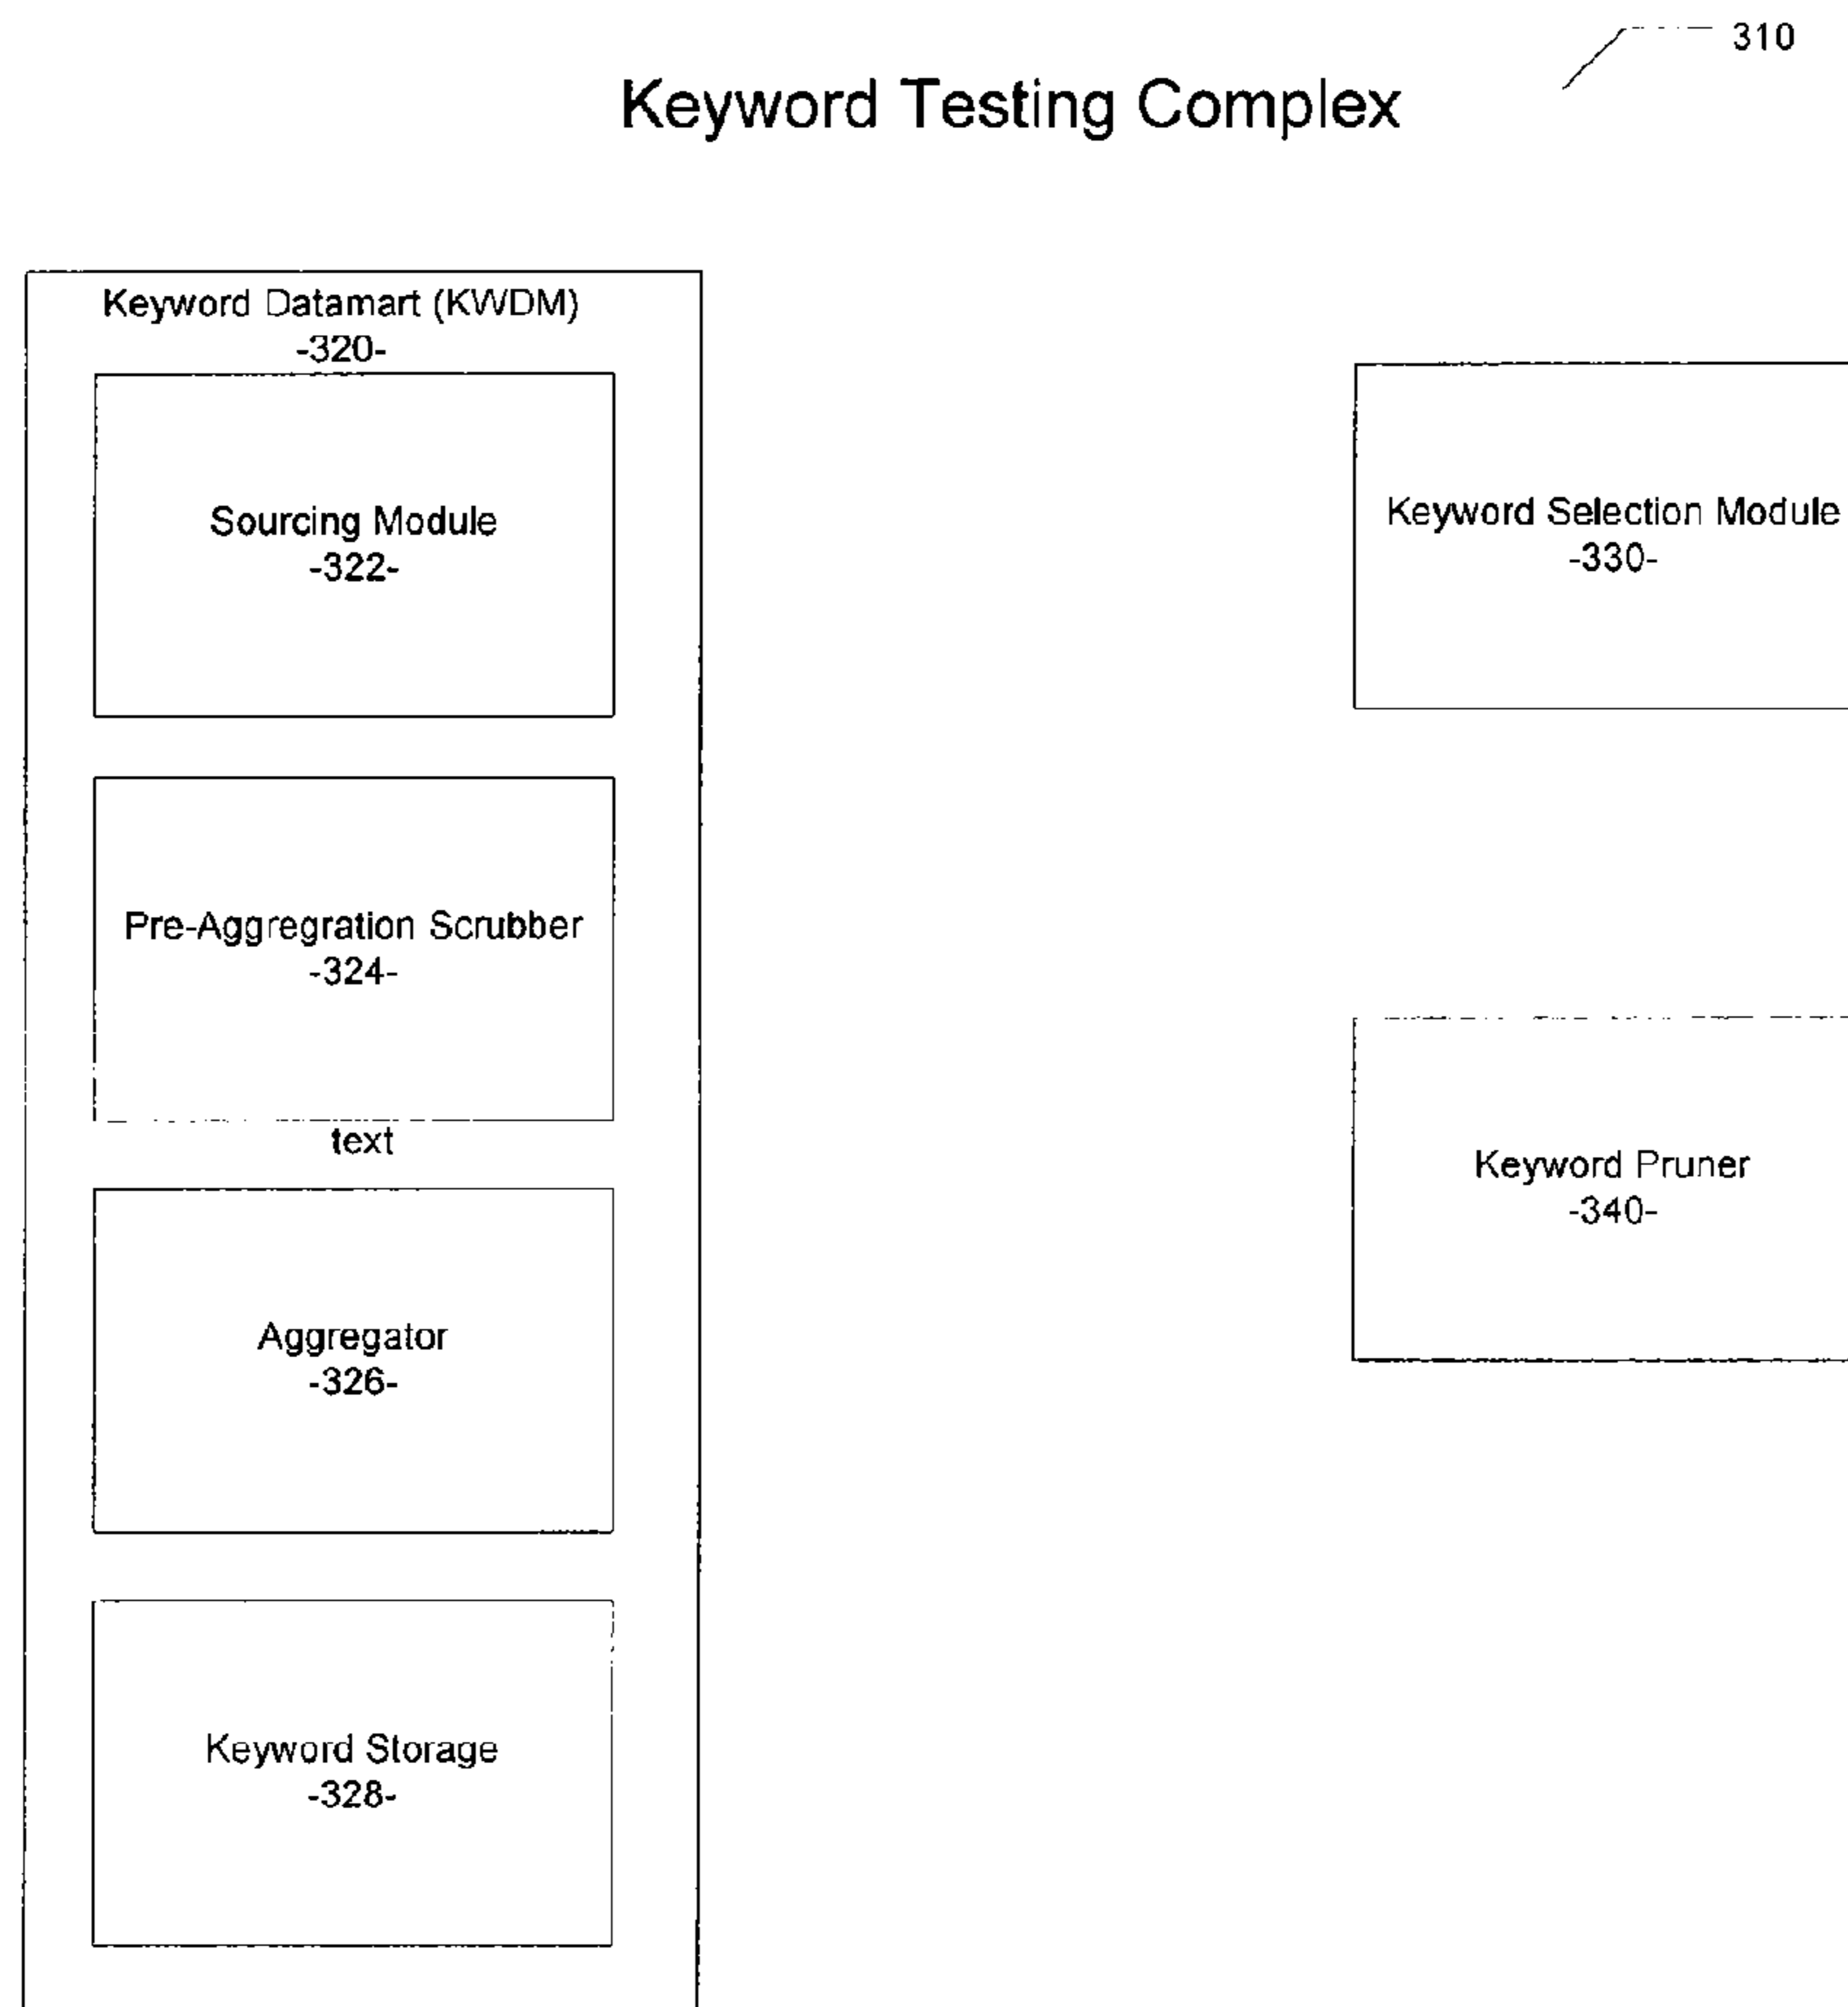 310
Keyword Testing Complex
Keyword Datamart (KWDM)
-320-
Sourcing Module
-322-
Pre-Aggregration Scrubber
-324-
text
Aggregator
-326-
Keyword Storage
-328-
Keyword Selection Module
-330-
Keyword Pruner
-340-